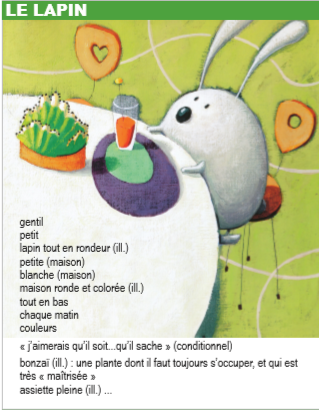 LE LAPIN
gentil
petit
lapin tout en rondeur (ill.)
petite (maison)
blanche (maison)
maison ronde et colorée (ill.)
tout en bas
chaque matin
couleurs
« j'aimerais qu'il soit...qu'il sache » (conditionnel)
bonzaï (ill.) : une plante dont il faut toujours s'occuper, et qui est
très « maîtrisée »
assiette pleine (ill.) ...